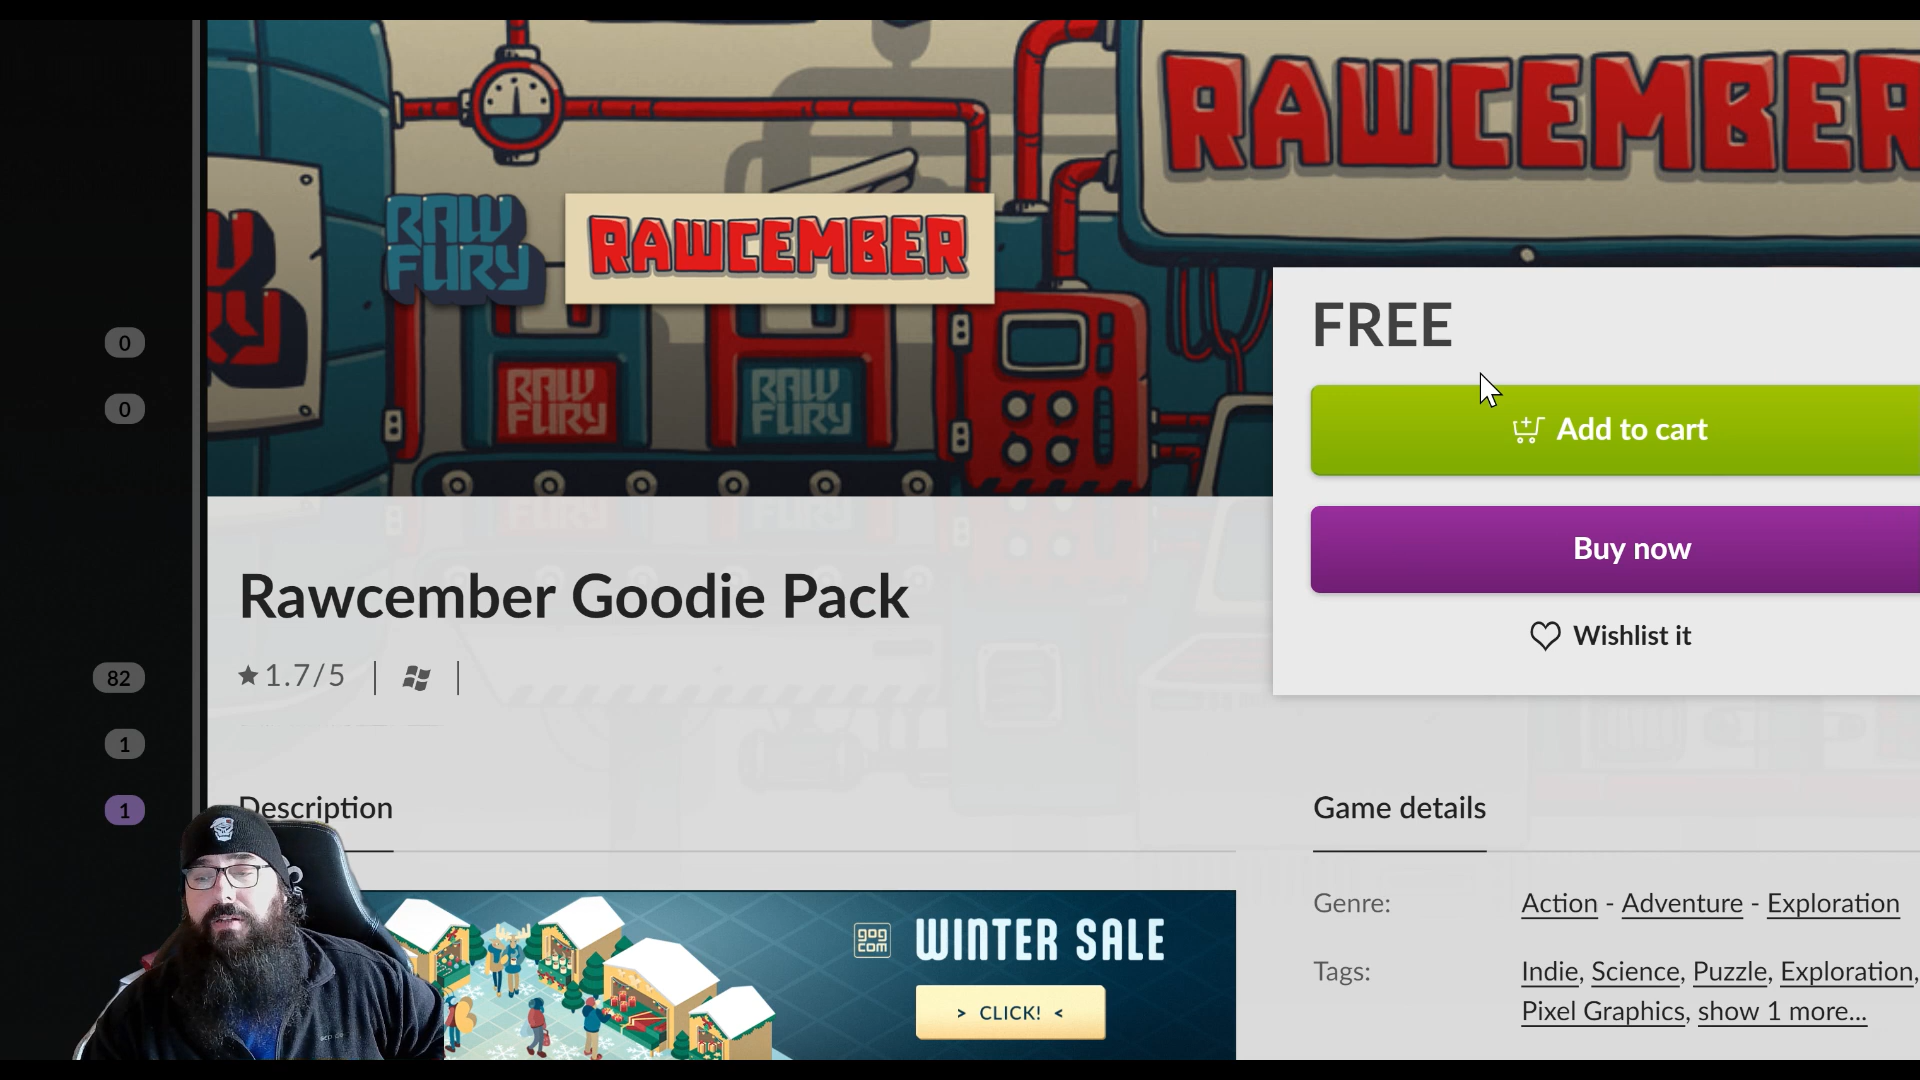 RAWCEMBER
RAW
FURY
RAWCEMBER
RAW
FURY
RAW
FURY
FREE
Add to cart
Buy now
Wishlist it
Rawcember Goodie Pack
1.7/5
0
0
82
1
1
Description
Game details
Genre: Action - Adventure - Exploration
Tags: Indie, Science, Puzzle, Exploration,
Pixel Graphics, show 1 more...
gog
com
WINTER SALE
> CLICK! <